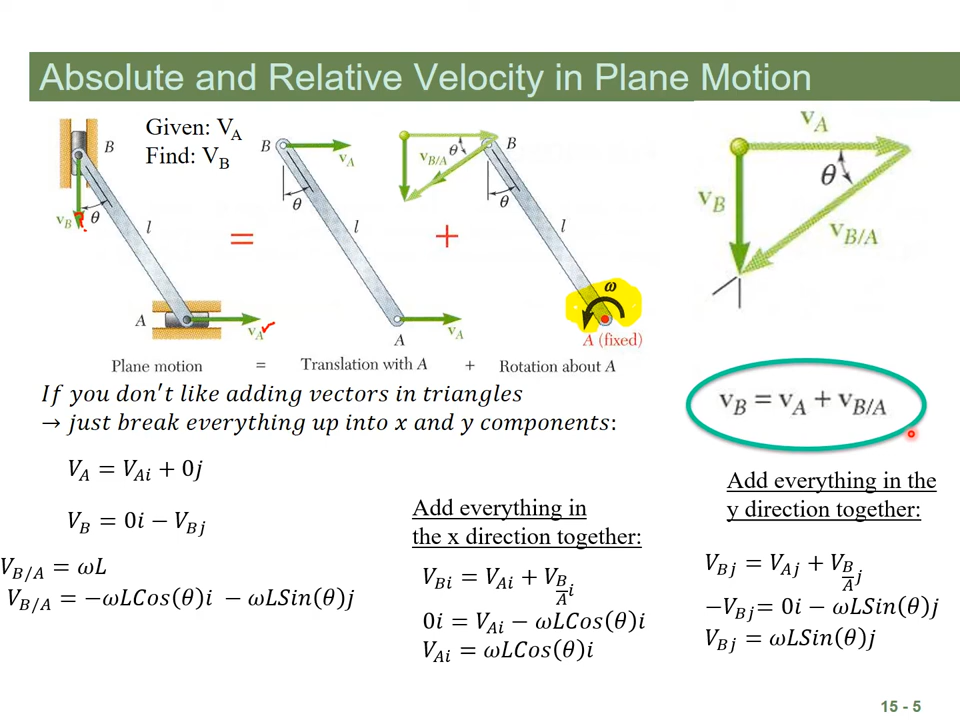 Absolute and Relative Velocity in Plane Motion
Given: V_A
Find: V_B
B
v_B ?
θ
l
A
v_A ✓
Plane motion
=
B
v_A
θ
l
A
v_A
Translation with A
+
v_B/A
θ
B
θ
l
ω
A (fixed)
Rotation about A
=
+
v_A
θ
v_B
v_B/A
If you don't like adding vectors in triangles
→ just break everything up into x and y components:
V_A = V_Ai + 0j
V_B = 0i − V_Bj
V_B/A = ωL
V_B/A = −ωLCos(θ)i − ωLSin(θ)j
Add everything in
the x direction together:
V_Bi = V_Ai + V_B/A i
0i = V_Ai − ωLCos(θ)i
V_Ai = ωLCos(θ)i
v_B = v_A + v_B/A
Add everything in the
y direction together:
V_Bj = V_Aj + V_B/A j
−V_Bj= 0i − ωLSin(θ)j
V_Bj = ωLSin(θ)j
15 - 5